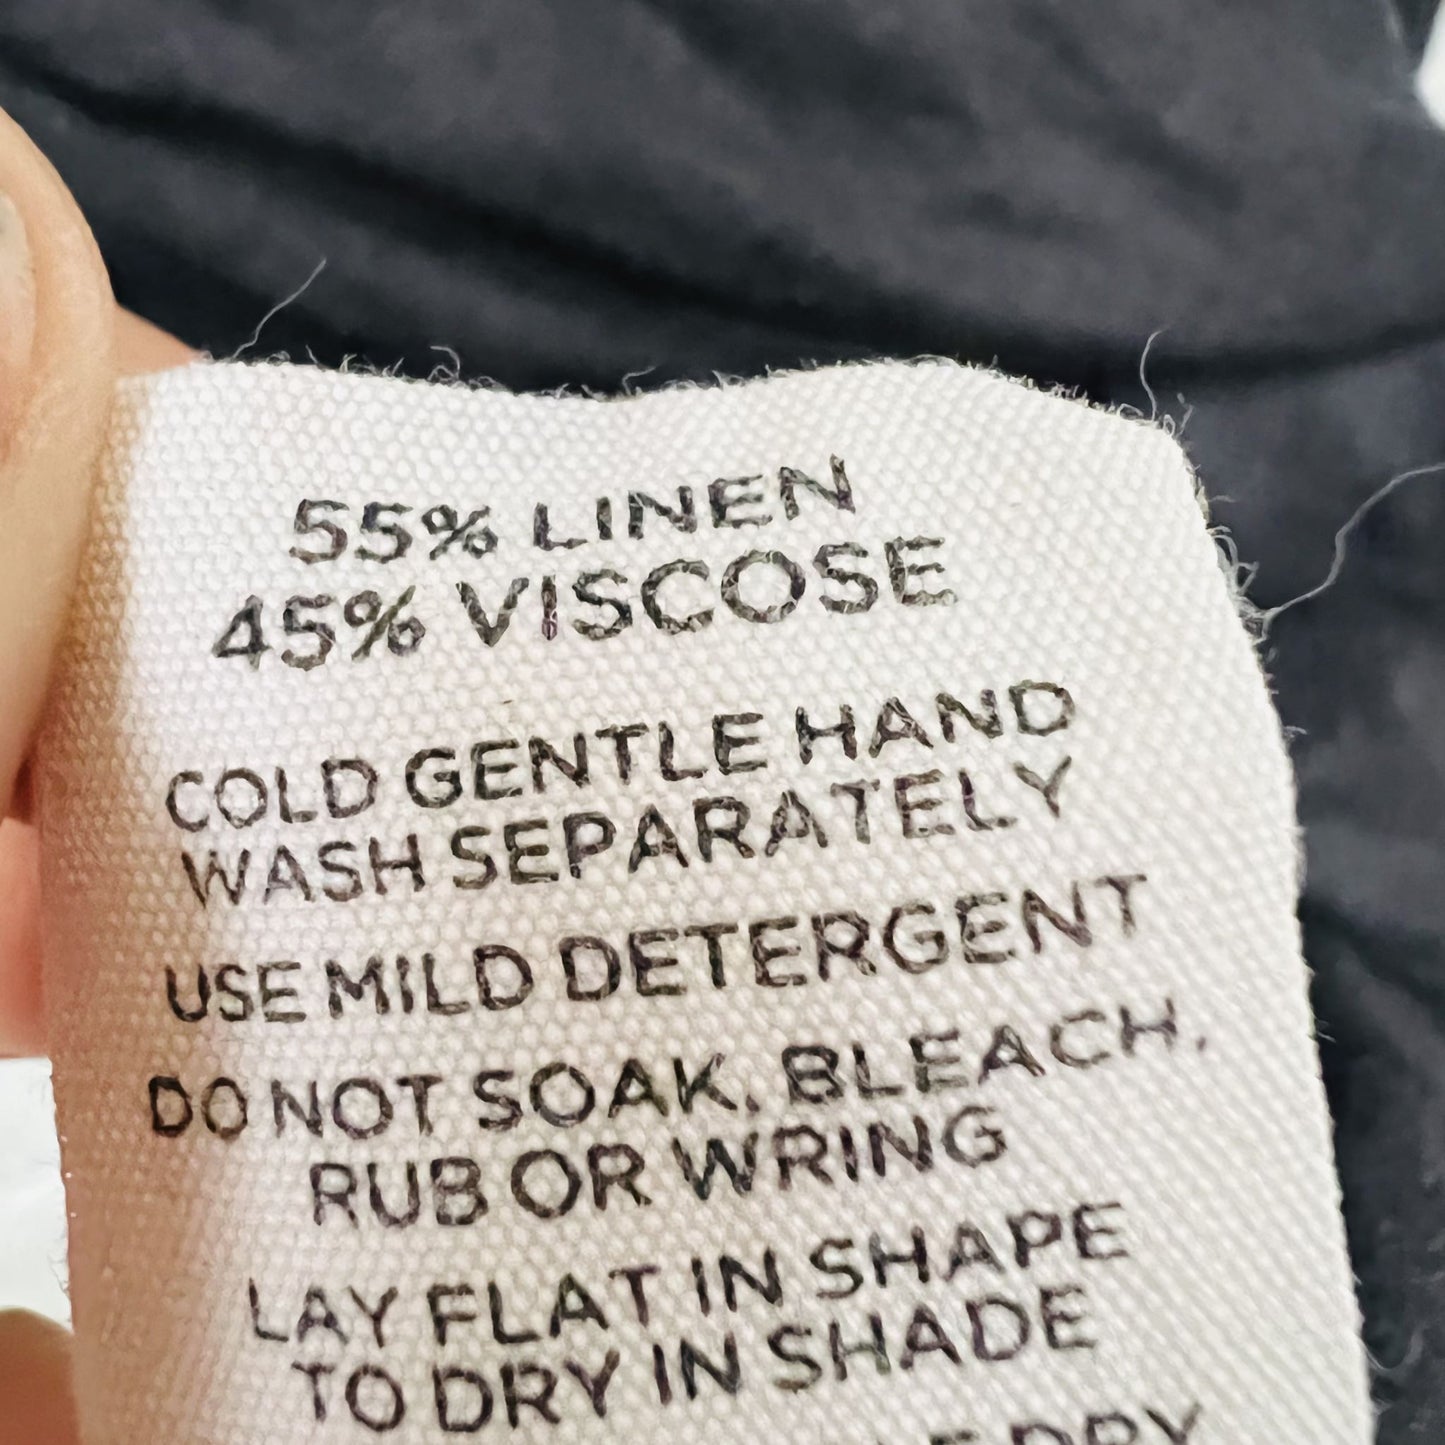 55% LINEN
45% VISCOSE
COLD GENTLE HAND
WASH SEPARATELY
USE MILD DETERGENT
DO NOT SOAK, BLEACH,
RUB OR WRING
LAY FLAT IN SHAPE
TO DRY IN SHADE
DRY